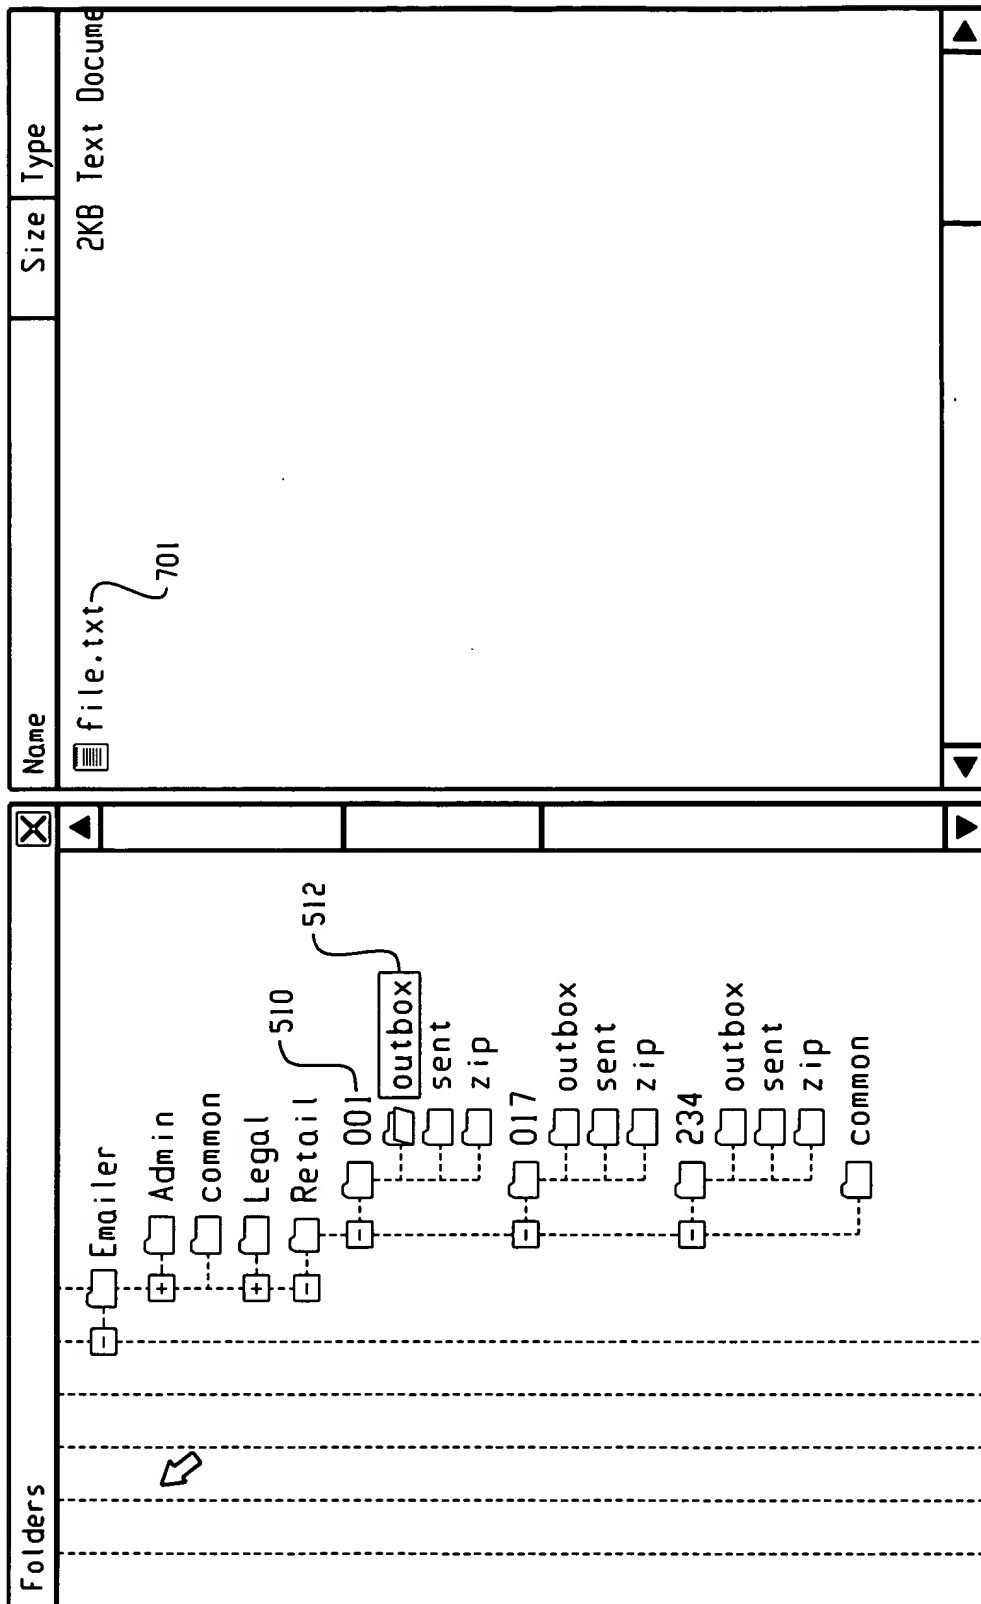 Folders
Emailer
Admin
common
Legal
Retail
001
510
outbox
512
sent
zip
017
outbox
sent
zip
234
outbox
sent
zip
common
Name Size Type
file.txt 2KB Text Docume
701